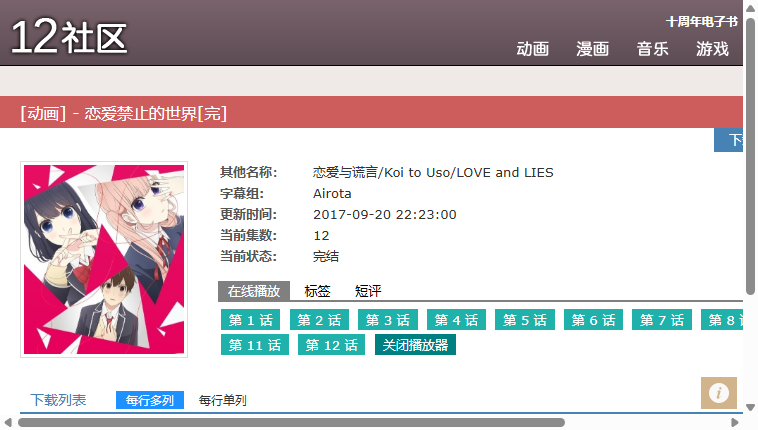 12社区
十周年电子书
动画 漫画 音乐 游戏
[动画] - 恋爱禁止的世界[完]
下
其他名称: 恋爱与谎言/Koi to Uso/LOVE and LIES
字幕组: Airota
更新时间: 2017-09-20 22:23:00
当前集数: 12
当前状态: 完结
在线播放 标签 短评
第 1 话 第 2 话 第 3 话 第 4 话 第 5 话 第 6 话 第 7 话 第 8
第 11 话 第 12 话 关闭播放器
下载列表 每行多列 每行单列